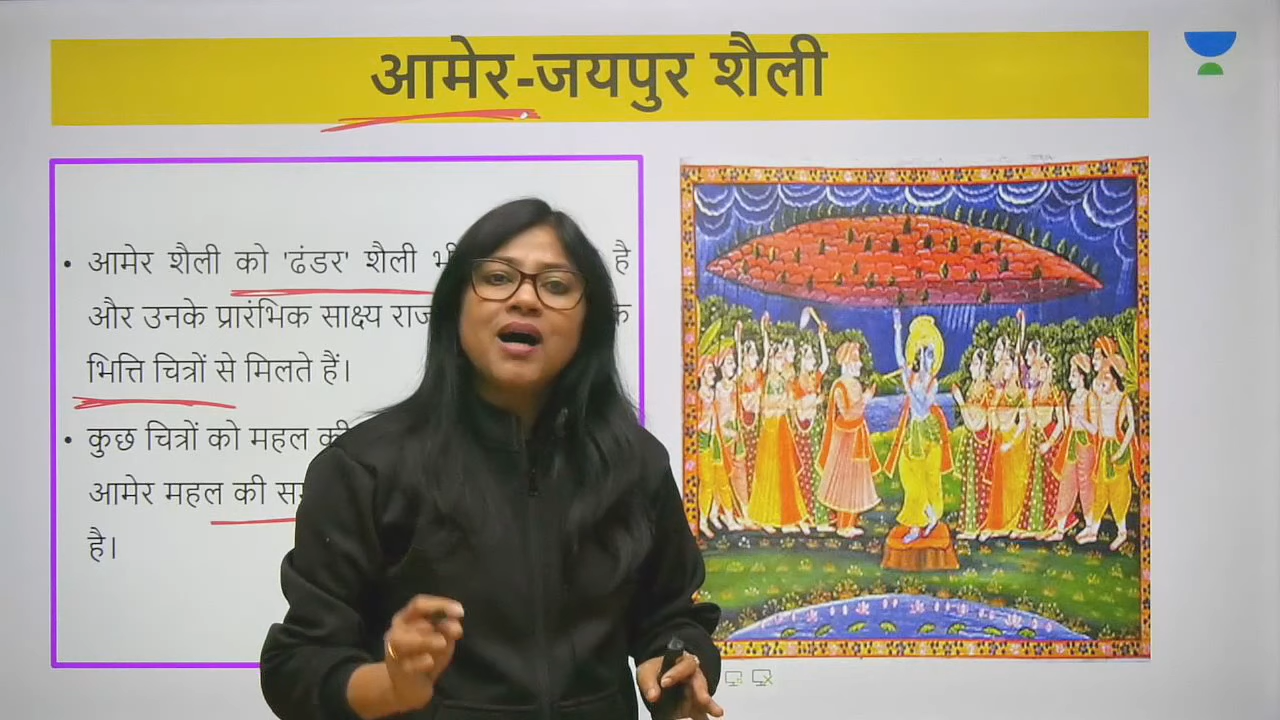 आमेर-जयपुर शैली
• आमेर शैली को 'ढंडर' शैली है
और उनके प्रारंभिक साक्ष्य
भित्ति चित्रों से मिलते हैं।
• कुछ चित्रों को महल
आमेर महल की
है।